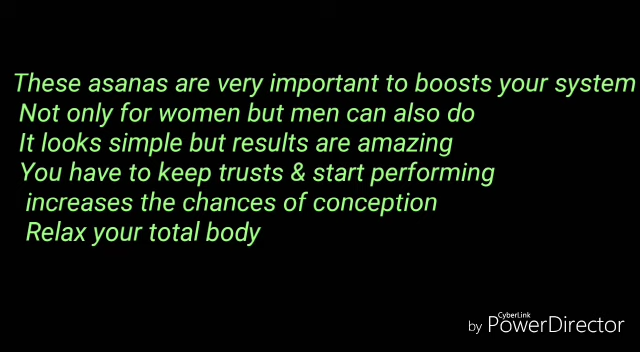 These asanas are very important to boosts your system
Not only for women but men can also do
It looks simple but results are amazing
You have to keep trusts & start performing
increases the chances of conception
Relax your total body
CyberLink
by PowerDirector